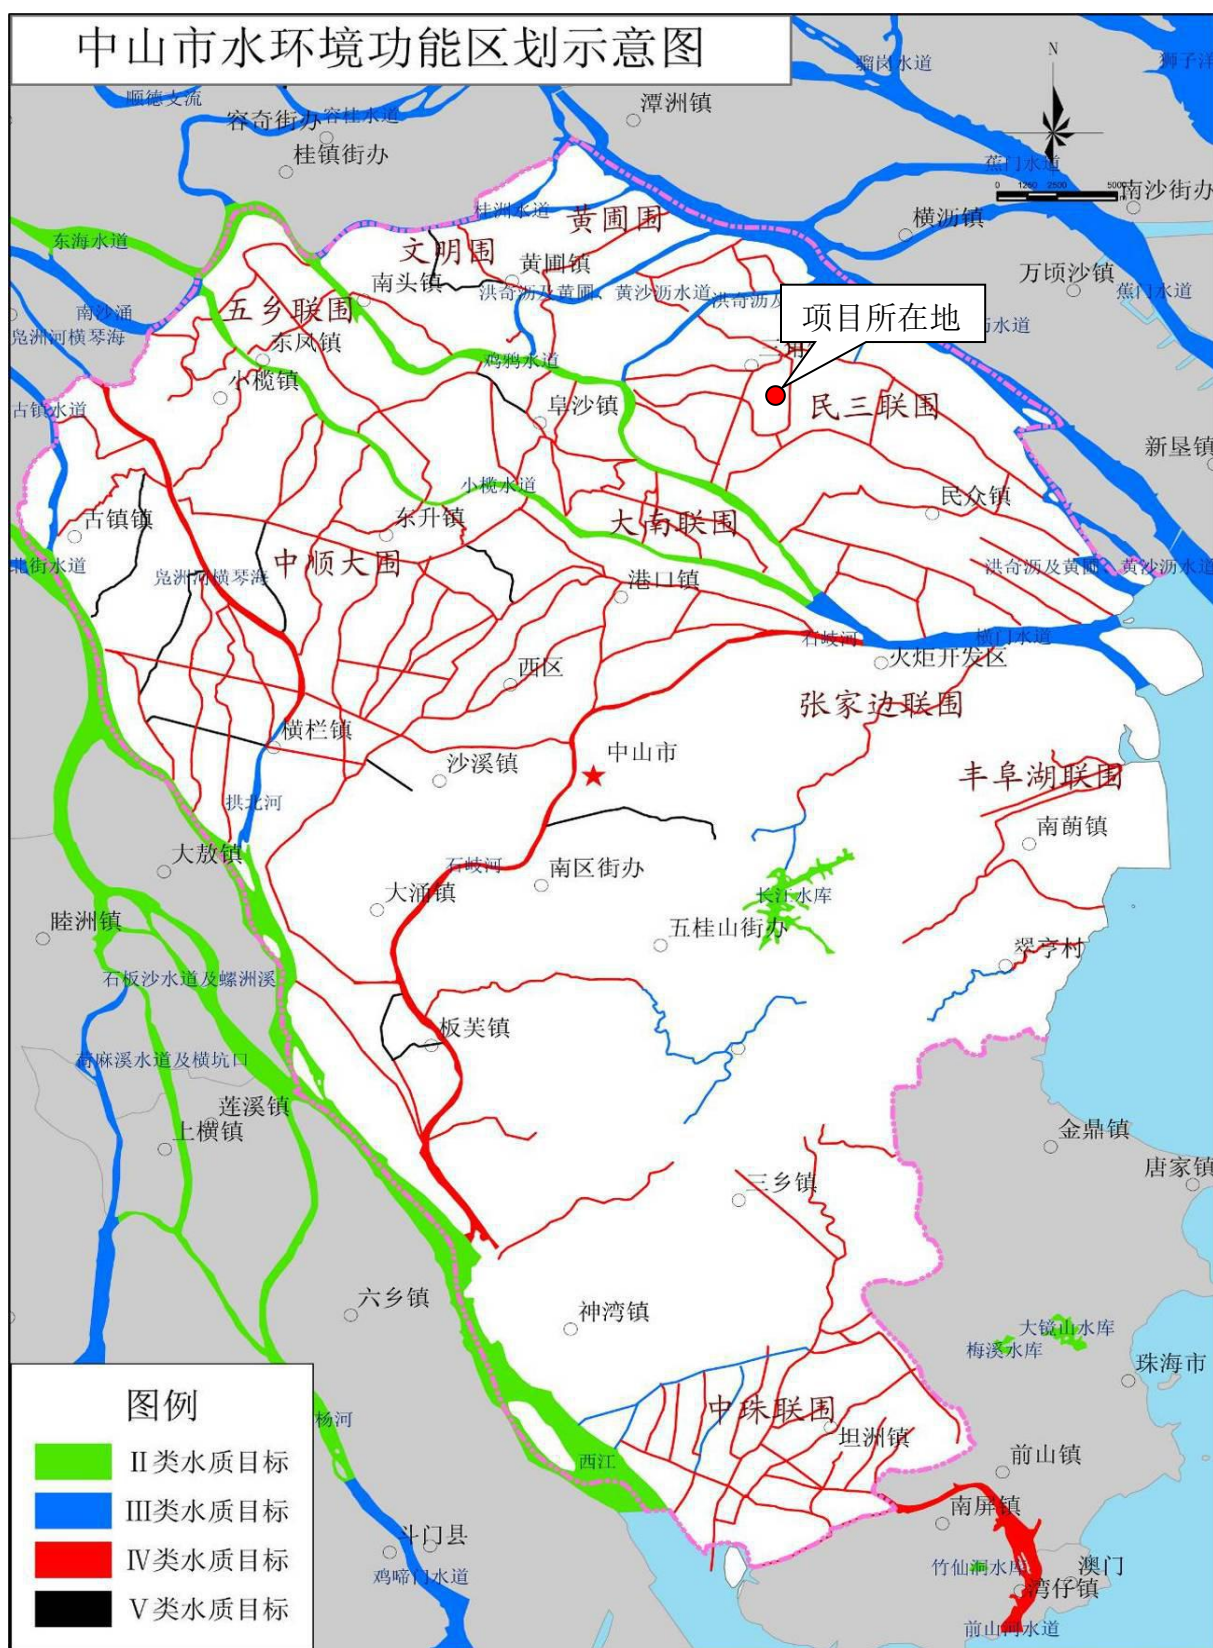 中山市水环境功能区划示意图
骝岗水道
狮子洋
N
顺德支流
容桂水道
容奇街办
潭洲镇
桂镇街办
蕉门水道
0 1250 2500 5000
南沙街办
桂洲水道
黄圃围
横沥镇
东海水道
文明围
黄圃镇
万顷沙镇
南头镇
洪奇沥及黄圃、黄沙沥水道
洪奇沥及
蕉门水道
南沙涌
五乡联围
项目所在地
沥水道
凫洲河横琴海
东凤镇
鸡鸦水道
三角
小榄镇
古镇水道
阜沙镇
民三联围
新垦镇
小榄水道
民众镇
古镇镇
东升镇
大南联围
北街水道
凫洲河横琴海
中顺大围
港口镇
洪奇沥及黄圃
黄沙沥水道
石岐河
横门水道
西区
火炬开发区
张家边联围
横栏镇
沙溪镇
中山市
丰阜湖联围
拱北河
南蓢镇
大敖镇
石岐河
南区街办
大涌镇
长江水库
睦洲镇
五桂山街办
翠亨村
石板沙水道及螺洲溪
板芙镇
荷麻溪水道及横坑口
莲溪镇
上横镇
金鼎镇
唐家镇
三乡镇
六乡镇
神湾镇
大镜山水库
梅溪水库
珠海市
图例
杨河
中珠联围
坦洲镇
II类水质目标
西江
前山镇
III类水质目标
南屏镇
IV类水质目标
斗门县
竹仙洞水库
澳门
鸡啼门水道
湾仔镇
V类水质目标
前山河水道